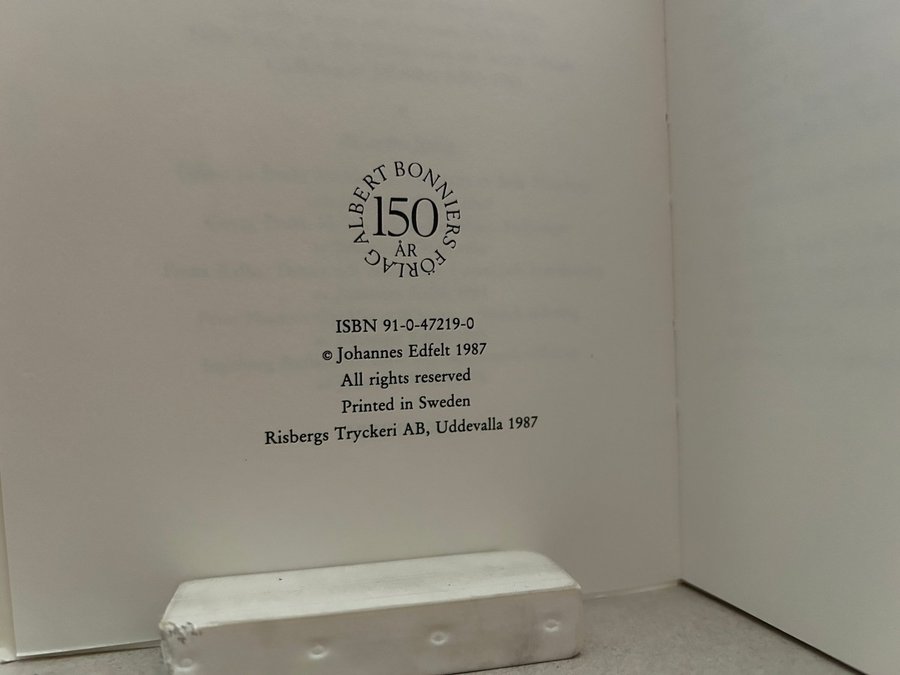 ALBERT BONNIERS FÖRLAG
150
ÅR
ISBN 91-0-47219-0
© Johannes Edfelt 1987
All rights reserved
Printed in Sweden
Risbergs Tryckeri AB, Uddevalla 1987